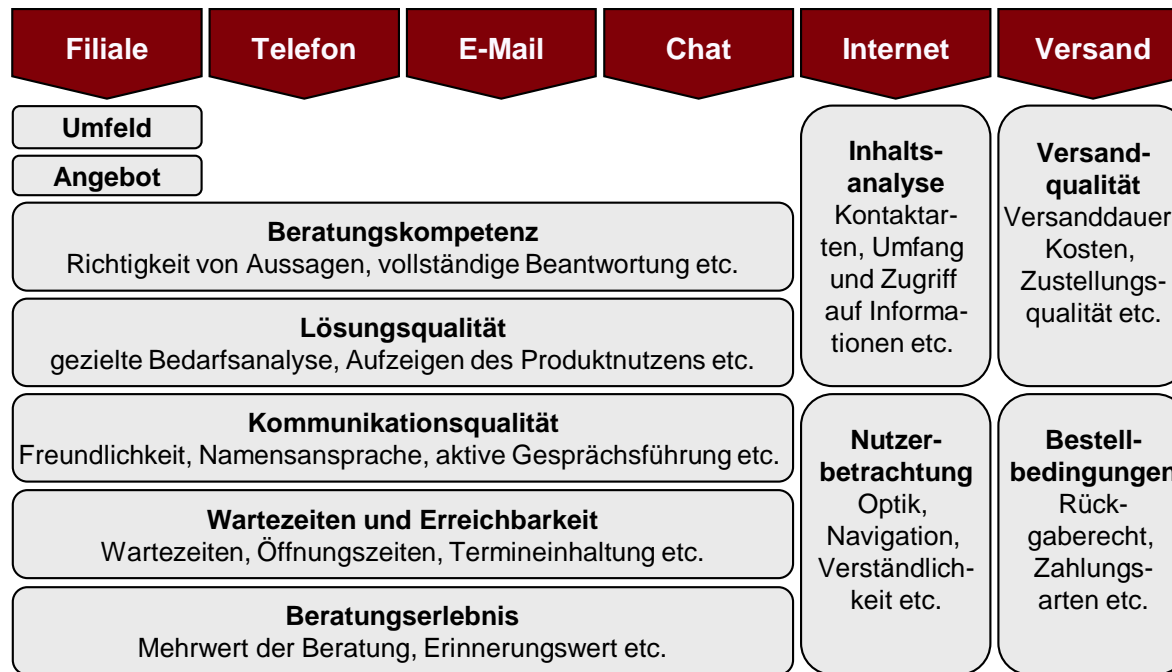 Filiale
Telefon
E-Mail
Chat
Internet
Versand
Umfeld
Angebot
Beratungskompetenz
Richtigkeit von Aussagen, vollständige Beantwortung etc.
Lösungsqualität
gezielte Bedarfsanalyse, Aufzeigen des Produktnutzens etc.
Kommunikationsqualität
Freundlichkeit, Namensansprache, aktive Gesprächsführung etc.
Wartezeiten und Erreichbarkeit
Wartezeiten, Öffnungszeiten, Termineinhaltung etc.
Beratungserlebnis
Mehrwert der Beratung, Erinnerungswert etc.
Inhalts-
analyse
Kontaktar-
ten, Umfang
und Zugriff
auf Informa-
tionen etc.
Nutzer-
betrachtung
Optik,
Navigation,
Verständlich-
keit etc.
Versand-
qualität
Versanddauer
Kosten,
Zustellungs-
qualität etc.
Bestell-
bedingungen
Rück-
gaberecht,
Zahlungs-
arten etc.